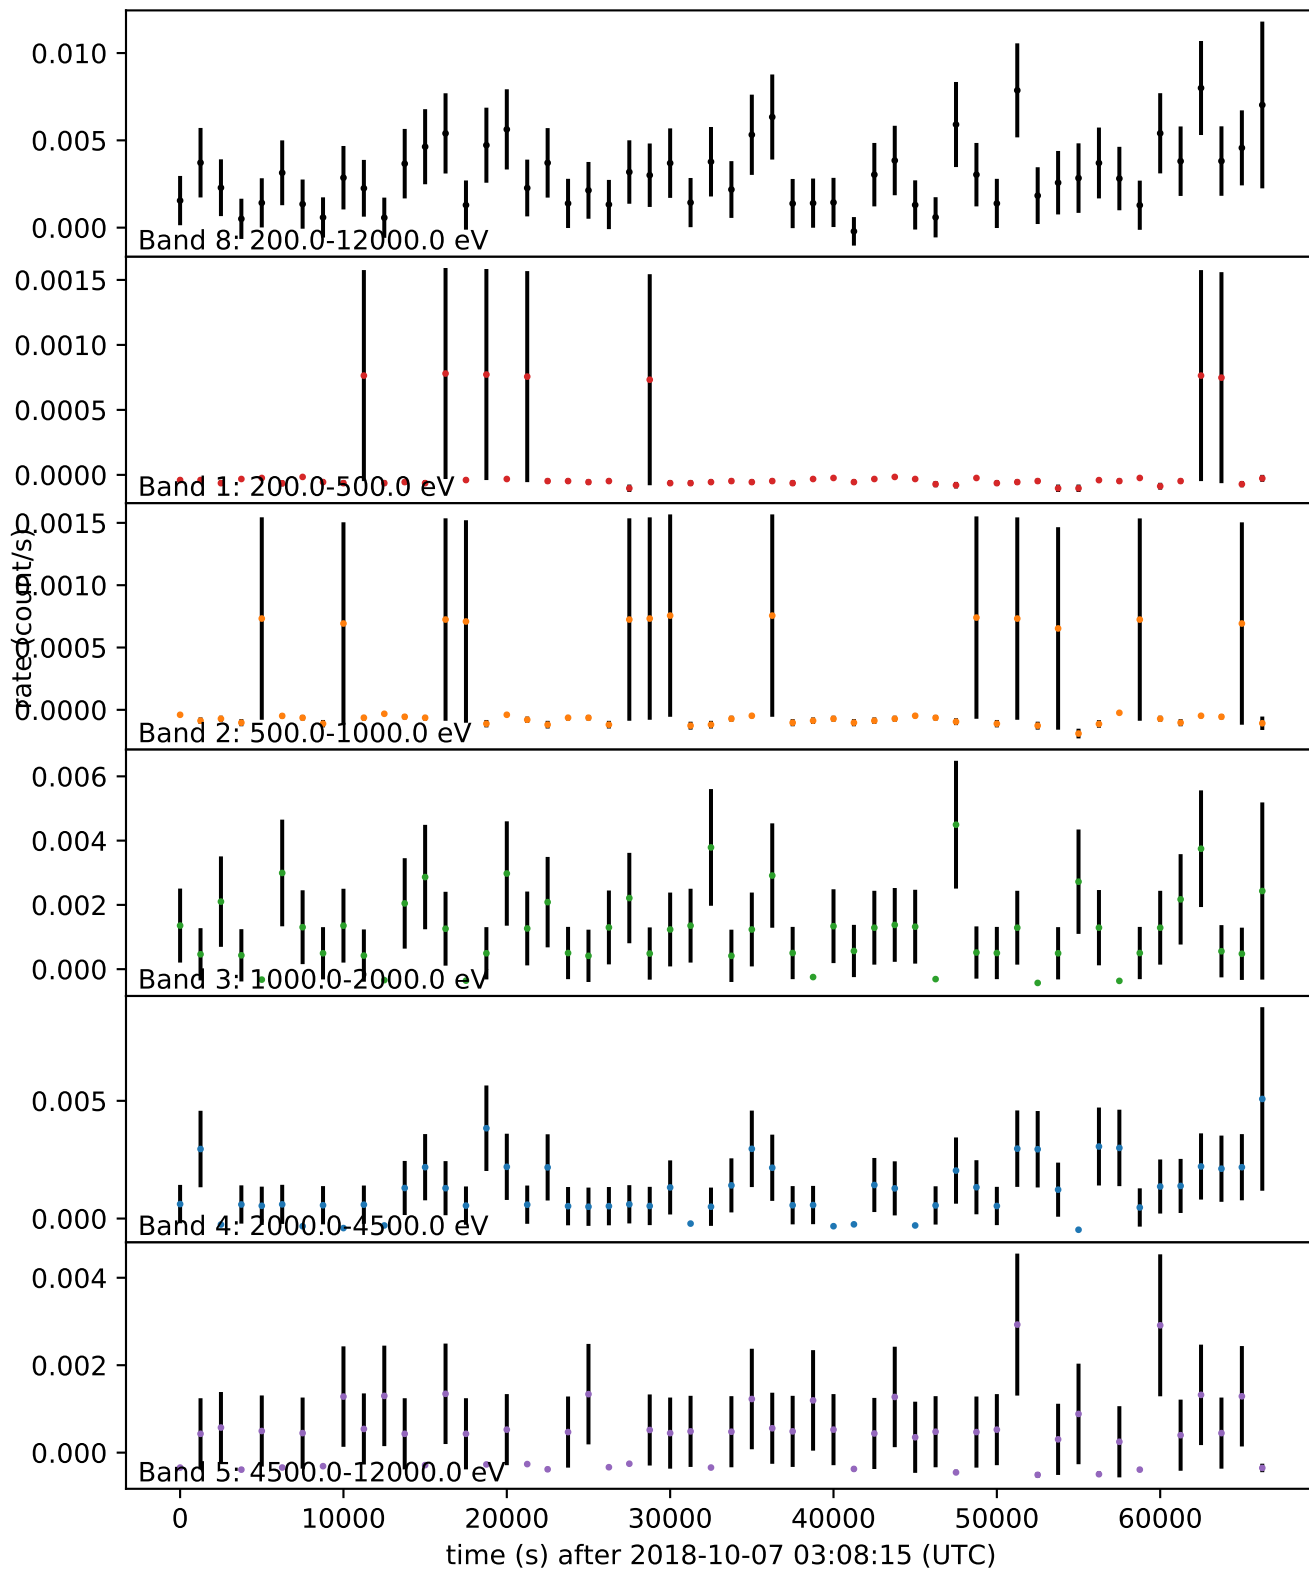 0.010
0.005
0.000
Band 8: 200.0-12000.0 eV
0.0015
0.0010
0.0005
0.0000
Band 1: 200.0-500.0 eV
rate (count/s)
0.0015
0.0010
0.0005
0.0000
Band 2: 500.0-1000.0 eV
0.006
0.004
0.002
0.000
Band 3: 1000.0-2000.0 eV
0.005
0.000
Band 4: 2000.0-4500.0 eV
0.004
0.002
0.000
Band 5: 4500.0-12000.0 eV
0 10000 20000 30000 40000 50000 60000
time (s) after 2018-10-07 03:08:15 (UTC)